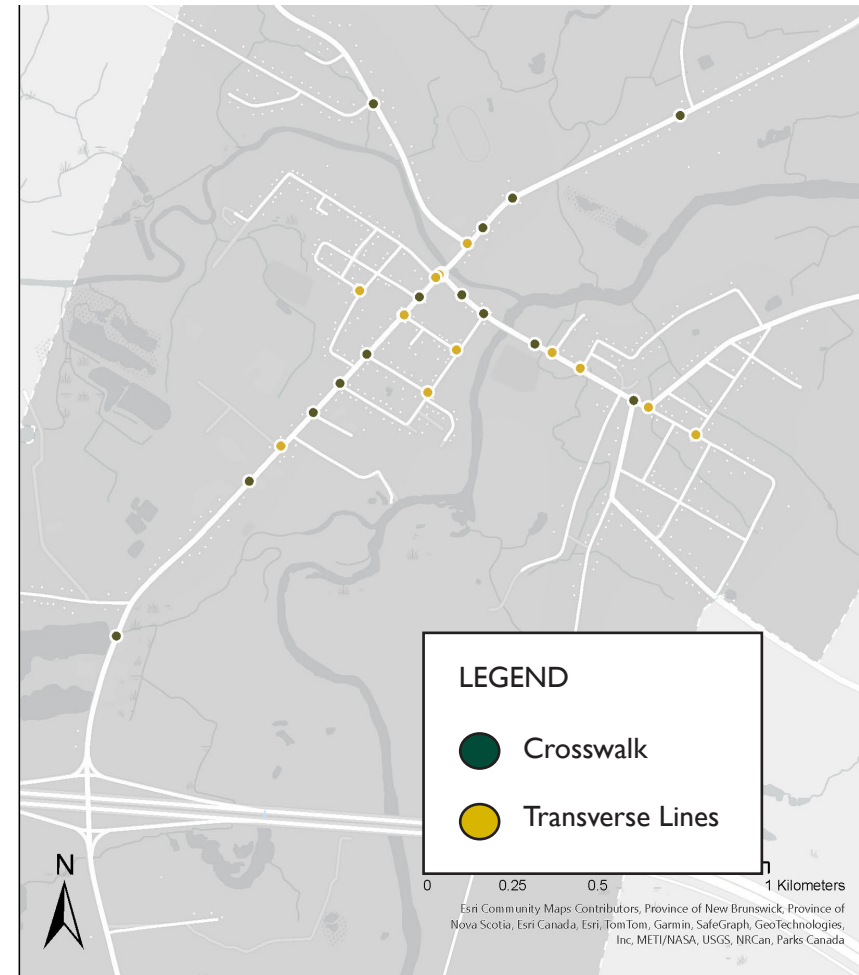 LEGEND
Crosswalk
Transverse Lines
N
0 0.25 0.5 1 Kilometers
Esri Community Maps Contributors, Province of New Brunswick, Province of
Nova Scotia, Esri Canada, Esri, TomTom, Garmin, SafeGraph, GeoTechnologies,
Inc, METI/NASA, USGS, NRCan, Parks Canada